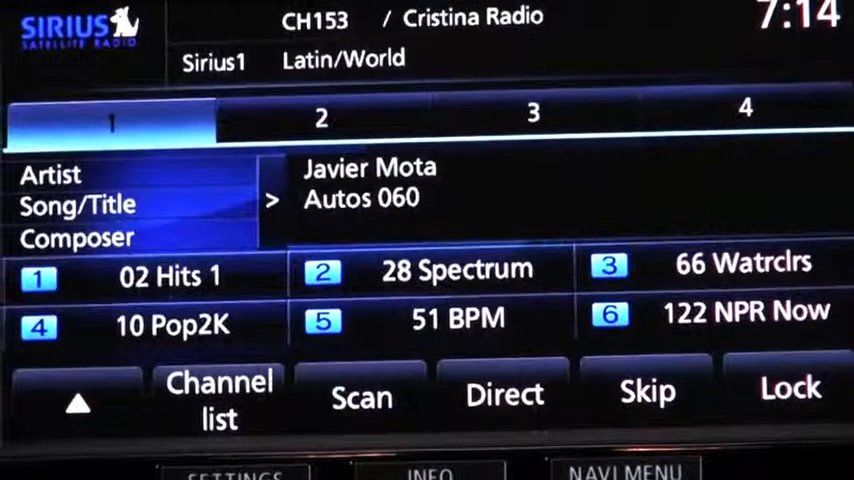 SIRIUS
SATELLITE RADIO
CH153 / Cristina Radio
7:14
Sirius1 Latin/World
1 2 3 4
Artist
Song/Title
Composer
>
Javier Mota
Autos 060
1 02 Hits 1
2 28 Spectrum
3 66 Watrclrs
4 10 Pop2K
5 51 BPM
6 122 NPR Now
Channel
list
Scan
Direct
Skip
Lock
SETTINGS
INFO
NAVI MENU